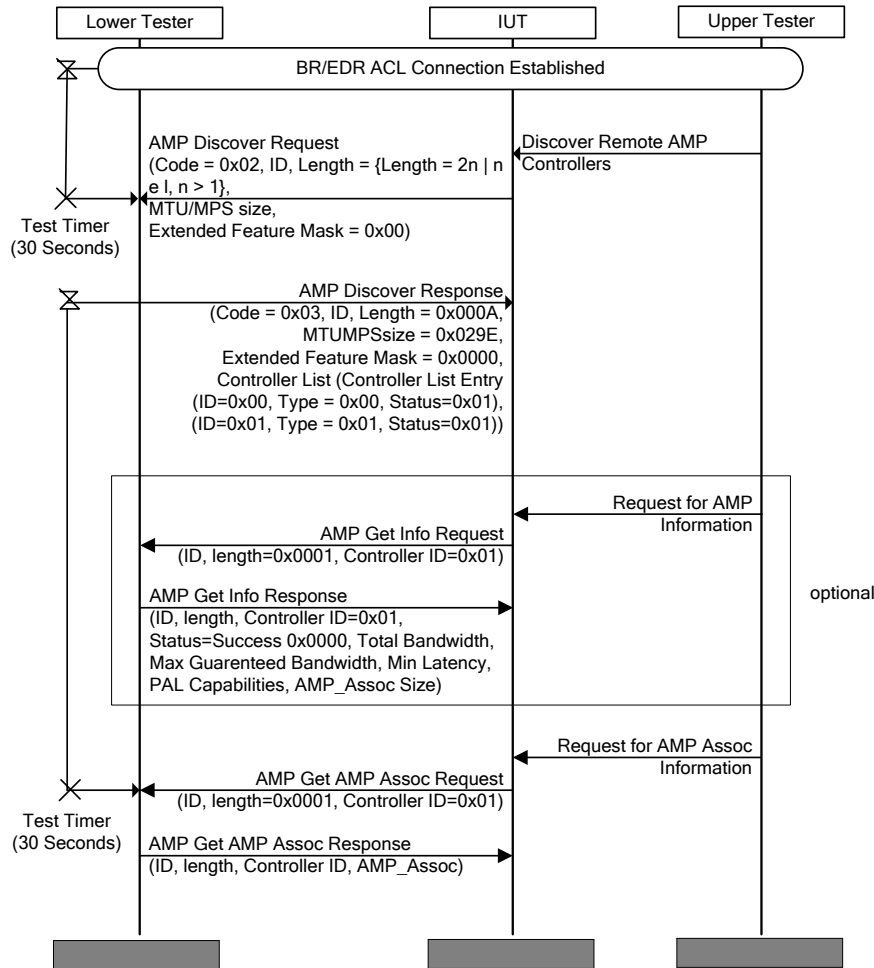 Lower Tester
IUT
Upper Tester
BR/EDR ACL Connection Established
AMP Discover Request
(Code = 0x02, ID, Length = {Length = 2n | n
e I, n > 1},
MTU/MPS size,
Extended Feature Mask = 0x00)
Discover Remote AMP
Controllers
Test Timer
(30 Seconds)
AMP Discover Response
(Code = 0x03, ID, Length = 0x000A,
MTUMPSsize = 0x029E,
Extended Feature Mask = 0x0000,
Controller List (Controller List Entry
(ID=0x00, Type = 0x00, Status=0x01),
(ID=0x01, Type = 0x01, Status=0x01))
Request for AMP
Information
AMP Get Info Request
(ID, length=0x0001, Controller ID=0x01)
AMP Get Info Response
(ID, length, Controller ID=0x01,
Status=Success 0x0000, Total Bandwidth,
Max Guarenteed Bandwidth, Min Latency,
PAL Capabilities, AMP_Assoc Size)
optional
Request for AMP Assoc
Information
AMP Get AMP Assoc Request
(ID, length=0x0001, Controller ID=0x01)
Test Timer
(30 Seconds)
AMP Get AMP Assoc Response
(ID, length, Controller ID, AMP_Assoc)